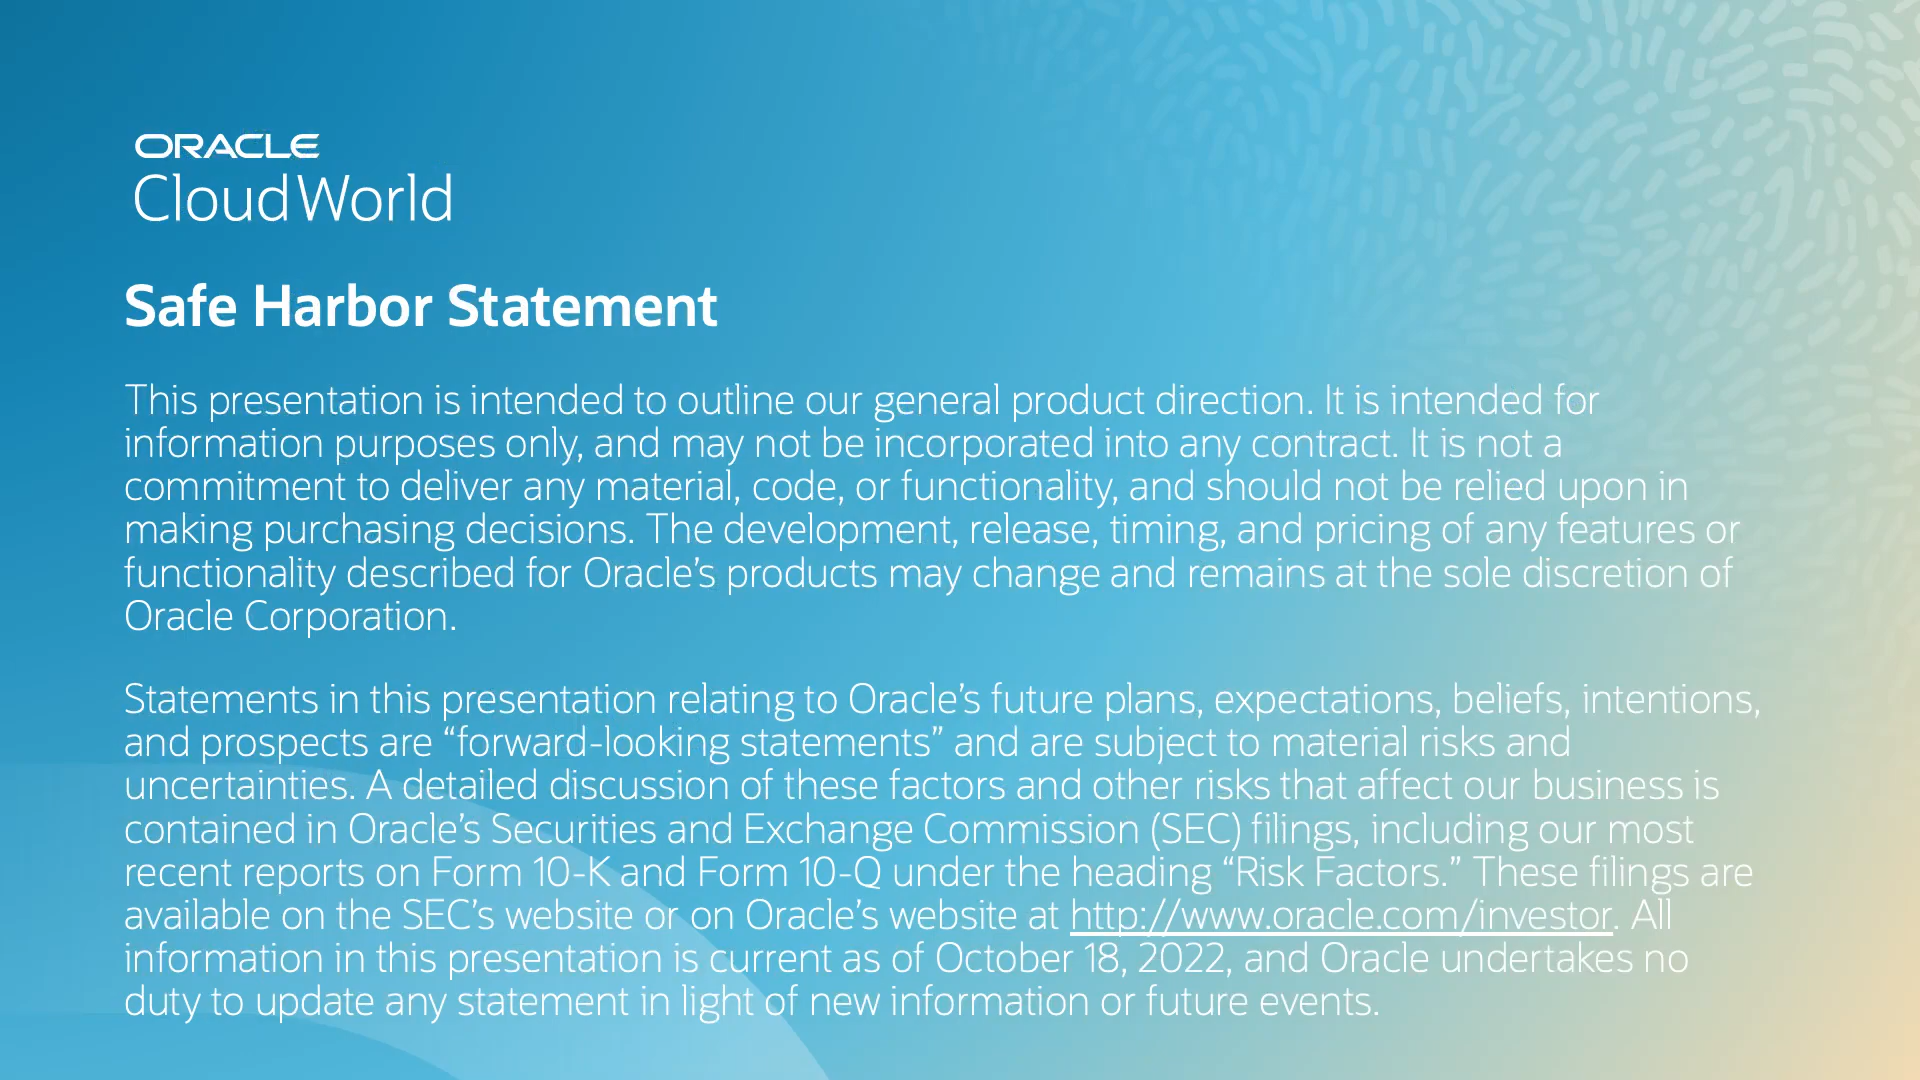 ORACLE
CloudWorld
Safe Harbor Statement
This presentation is intended to outline our general product direction. It is intended for
information purposes only, and may not be incorporated into any contract. It is not a
commitment to deliver any material, code, or functionality, and should not be relied upon in
making purchasing decisions. The development, release, timing, and pricing of any features or
functionality described for Oracle’s products may change and remains at the sole discretion of
Oracle Corporation.
Statements in this presentation relating to Oracle’s future plans, expectations, beliefs, intentions,
and prospects are “forward-looking statements” and are subject to material risks and
uncertainties. A detailed discussion of these factors and other risks that affect our business is
contained in Oracle’s Securities and Exchange Commission (SEC) filings, including our most
recent reports on Form 10-K and Form 10-Q under the heading “Risk Factors.” These filings are
available on the SEC’s website or on Oracle’s website at http://www.oracle.com/investor. All
information in this presentation is current as of October 18, 2022, and Oracle undertakes no
duty to update any statement in light of new information or future events.